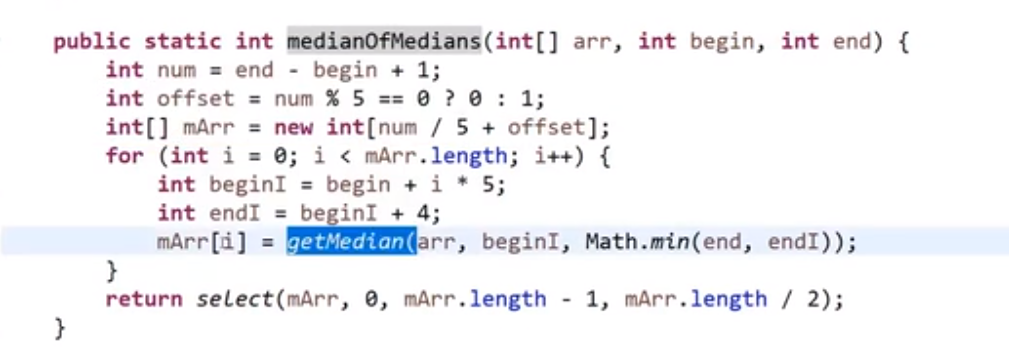 public static int medianOfMedians(int[] arr, int begin, int end) {
    int num = end - begin + 1;
    int offset = num % 5 == 0 ? 0 : 1;
    int[] mArr = new int[num / 5 + offset];
    for (int i = 0; i < mArr.length; i++) {
        int beginI = begin + i * 5;
        int endI = beginI + 4;
        mArr[i] = getMedian(arr, beginI, Math.min(end, endI));
    }
    return select(mArr, 0, mArr.length - 1, mArr.length / 2);
}